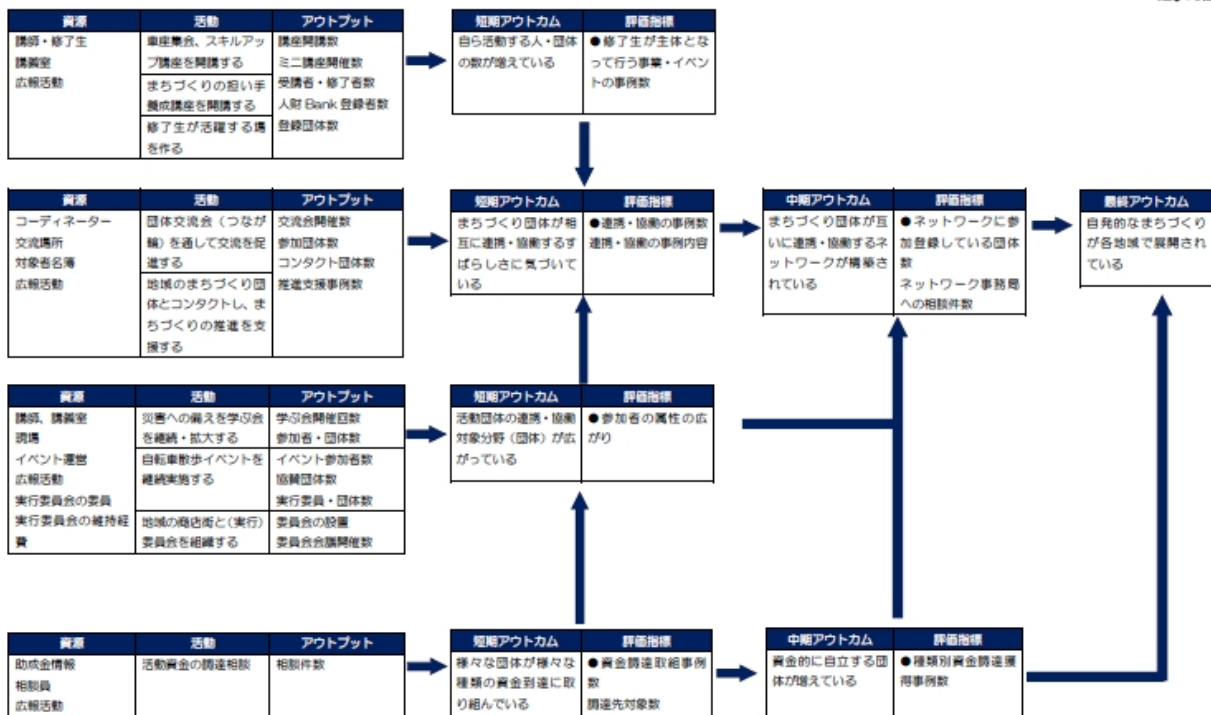 資源 活動 アウトプット
講師・修了生
講義室
広報活動
車座集会、スキルアッ
プ講座を開講する
まちづくりの担い手
養成講座を開講する
修了生が活躍する場
を作る
講座開講数
ミニ講座開催数
受講者・修了者数
人財 Bank 登録者数
登録団体数
短期アウトカム 評価指標
自ら活動する人・団体
の数が増えている
●修了生が主体とな
って行う事業・イベン
トの事例数
資源 活動 アウトプット
コーディネーター
交流場所
対象者名簿
広報活動
団体交流会（つなが
輪）を通して交流を促
進する
地域のまちづくり団
体とコンタクトし、ま
ちづくりの推進を支
援する
交流会開催数
参加団体数
コンタクト団体数
推進支援事例数
短期アウトカム 評価指標
まちづくり団体が相
互に連携・協働するす
ばらしさに気づいて
いる
●連携・協働の事例数
連携・協働の事例内容
中期アウトカム 評価指標
まちづくり団体が互
いに連携・協働するネ
ットワークが構築さ
れている
●ネットワークに参
加登録している団体
数
ネットワーク事務局
への相談件数
最終アウトカム
自発的なまちづくり
が各地域で展開され
ている
資源 活動 アウトプット
講師、講義室
現場
イベント運営
広報活動
実行委員会の委員
実行委員会の維持経
費
災害への備えを学ぶ会
を継続・拡大する
自転車散歩イベントを
継続実施する
地域の商店街と（実行）
委員会を組織する
学ぶ会開催回数
参加者・団体数
イベント参加者数
協賛団体数
実行委員・団体数
委員会の設置
委員会会議開催数
短期アウトカム 評価指標
活動団体の連携・協働
対象分野（団体）が広
がっている
●参加者の属性の広
がり
資源 活動 アウトプット
助成金情報
相談員
広報活動
活動資金の調達相談
相談件数
短期アウトカム 評価指標
様々な団体が様々な
種類の資金到達に取
り組んでいる
●資金調達取組事例
数
調達先対象数
中期アウトカム 評価指標
資金的に自立する団
体が増えている
●種類別資金調達獲
得事例数